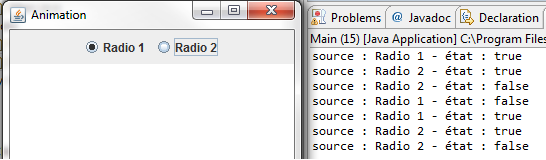 Animation
Radio 1 Radio 2
Problems @ Javadoc Declaration
Main (15) [Java Application] C:\Program Files
source : Radio 1 - état : true
source : Radio 2 - état : true
source : Radio 2 - état : false
source : Radio 1 - état : false
source : Radio 1 - état : true
source : Radio 2 - état : true
source : Radio 2 - état : false